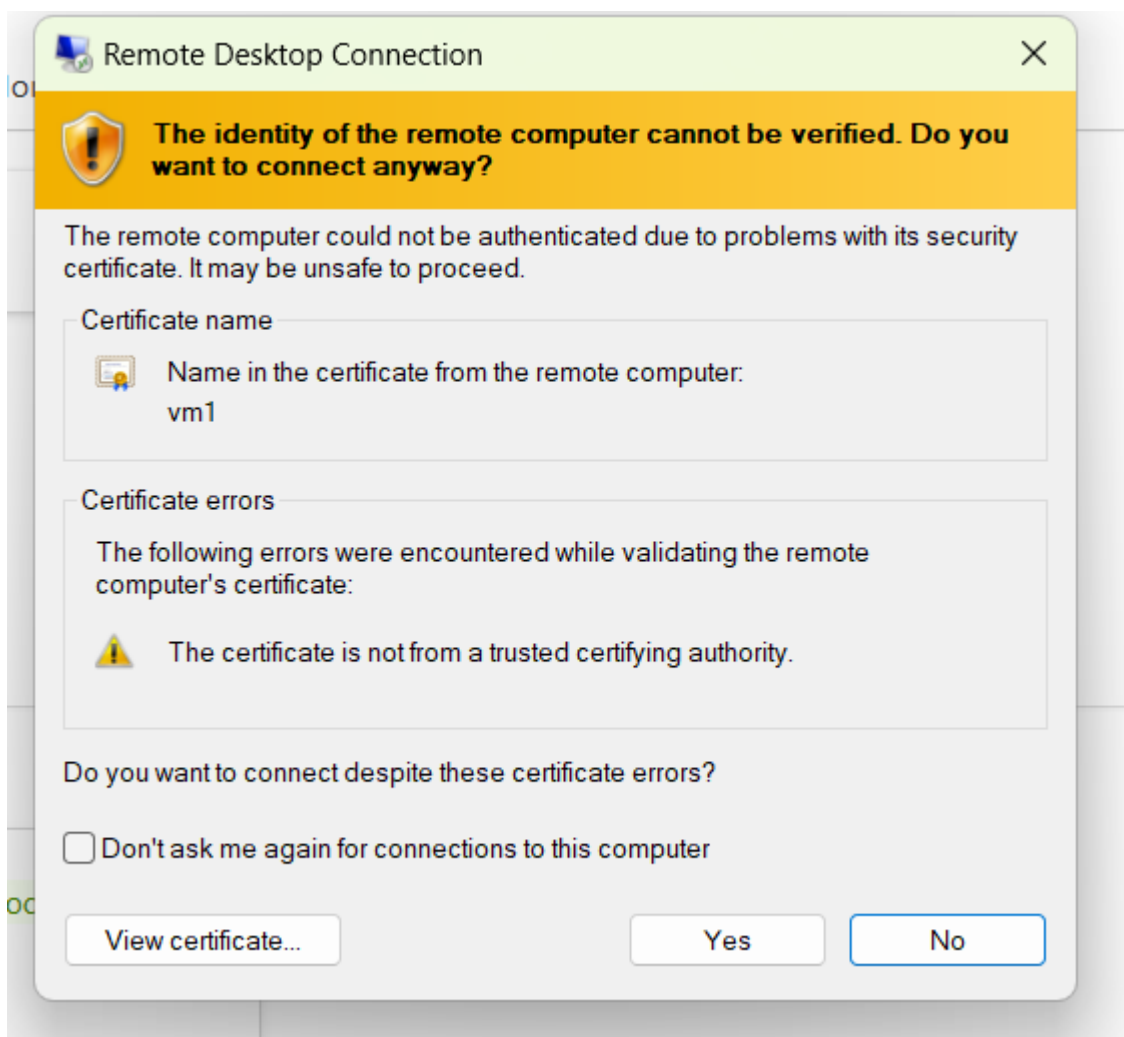 Remote Desktop Connection
The identity of the remote computer cannot be verified. Do you
want to connect anyway?
The remote computer could not be authenticated due to problems with its security
certificate. It may be unsafe to proceed.
Certificate name
Name in the certificate from the remote computer:
vm1
Certificate errors
The following errors were encountered while validating the remote
computer's certificate:
The certificate is not from a trusted certifying authority.
Do you want to connect despite these certificate errors?
Don't ask me again for connections to this computer
View certificate...
Yes
No